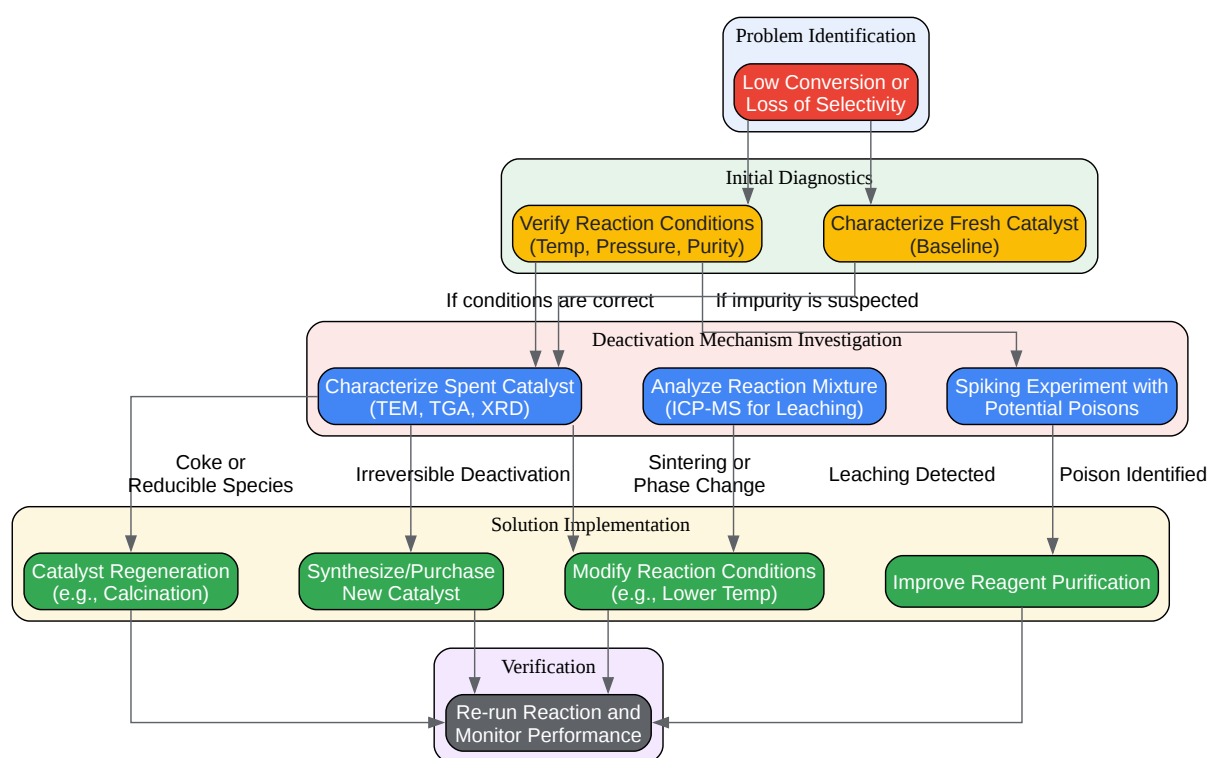 Problem Identification
Low Conversion or
Loss of Selectivity
Initial Diagnostics
Verify Reaction Conditions
(Temp, Pressure, Purity)
Characterize Fresh Catalyst
(Baseline)
If conditions are correct
If impurity is suspected
Deactivation Mechanism Investigation
Characterize Spent Catalyst
(TEM, TGA, XRD)
Analyze Reaction Mixture
(ICP-MS for Leaching)
Spiking Experiment with
Potential Poisons
Coke or
Reducible Species
Irreversible Deactivation
Sintering or
Phase Change
Leaching Detected
Poison Identified
Solution Implementation
Catalyst Regeneration
(e.g., Calcination)
Synthesize/Purchase
New Catalyst
Modify Reaction Conditions
(e.g., Lower Temp)
Improve Reagent Purification
Verification
Re-run Reaction and
Monitor Performance